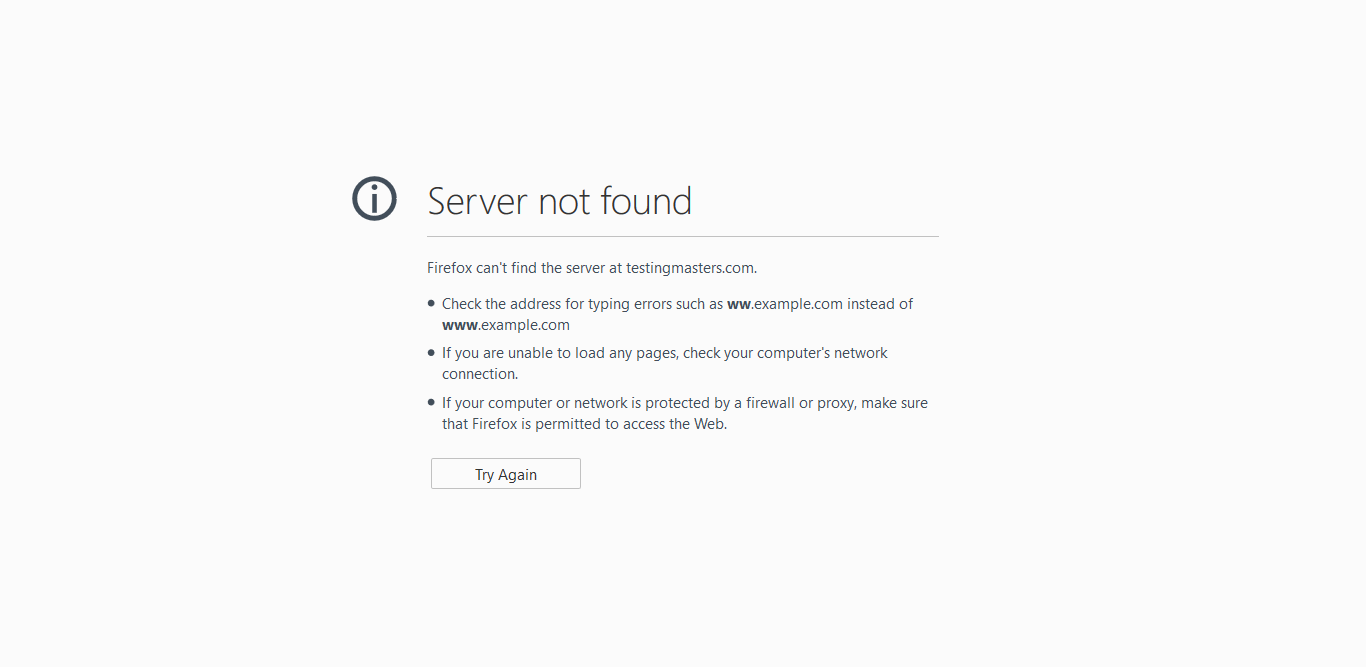 Server not found
Firefox can't find the server at testingmasters.com.
• Check the address for typing errors such as ww.example.com instead of
www.example.com
• If you are unable to load any pages, check your computer's network
connection.
• If your computer or network is protected by a firewall or proxy, make sure
that Firefox is permitted to access the Web.
Try Again